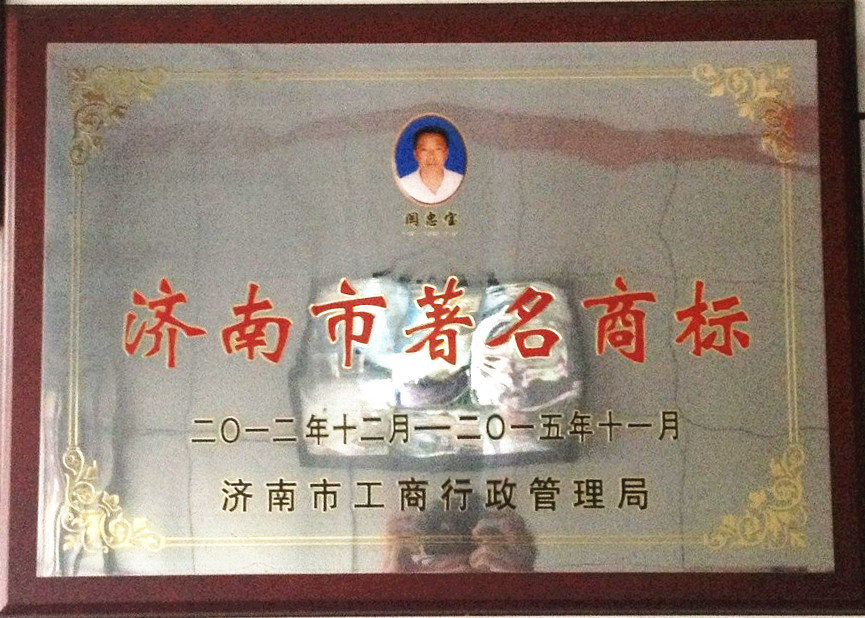 闫忠宝
济南市著名商标
二〇一二年十二月—二〇一五年十一月
济南市工商行政管理局